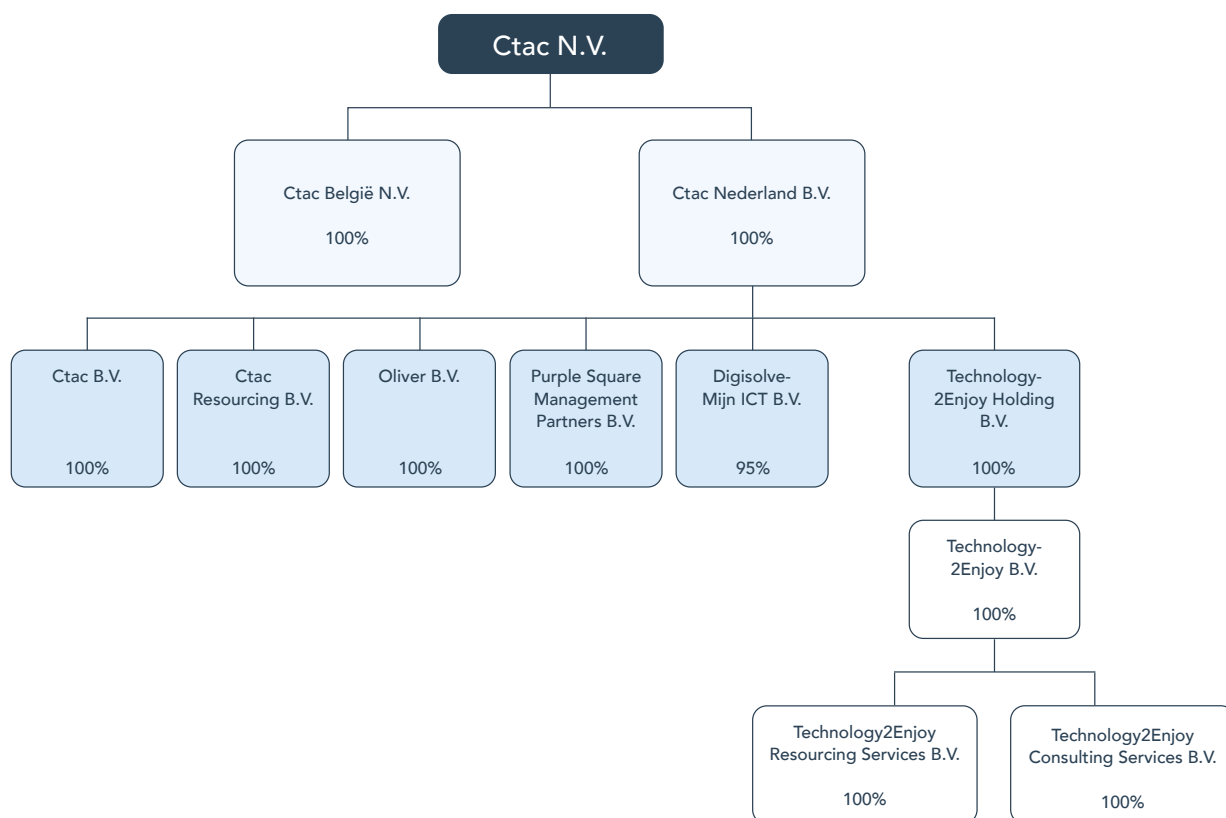 Ctac N.V.
Ctac België N.V.
100%
Ctac Nederland B.V.
100%
Ctac B.V.
100%
Ctac
Resourcing B.V.
100%
Oliver B.V.
100%
Purple Square
Management
Partners B.V.
100%
Digisolve-
Mijn ICT B.V.
95%
Technology-
2Enjoy Holding
B.V.
100%
Technology-
2Enjoy B.V.
100%
Technology2Enjoy
Resourcing Services B.V.
100%
Technology2Enjoy
Consulting Services B.V.
100%